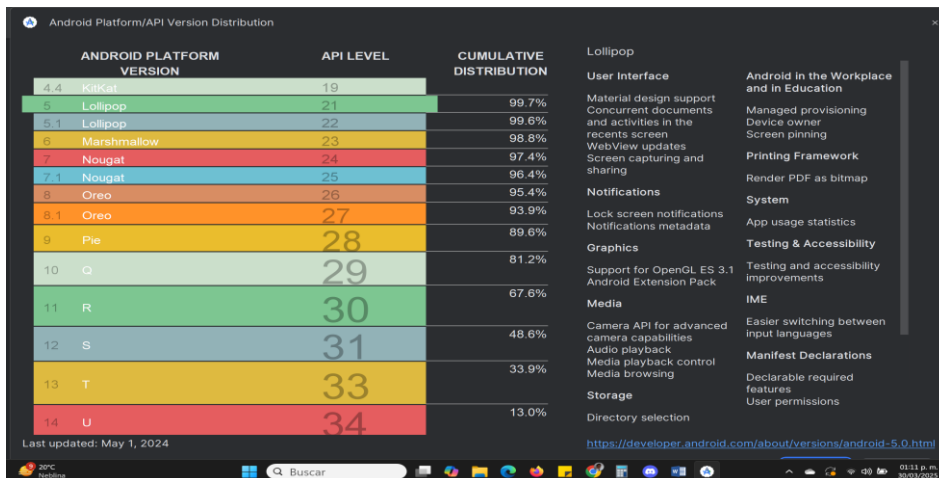 Android Platform/API Version Distribution
ANDROID PLATFORM VERSION API LEVEL CUMULATIVE DISTRIBUTION
4.4 KitKat 19
5 Lollipop 21 99.7%
5.1 Lollipop 22 99.6%
6 Marshmallow 23 98.8%
7 Nougat 24 97.4%
7.1 Nougat 25 96.4%
8 Oreo 26 95.4%
8.1 Oreo 27 93.9%
9 Pie 28 89.6%
10 Q 29 81.2%
11 R 30 67.6%
12 S 31 48.6%
13 T 33 33.9%
14 U 34 13.0%
Last updated: May 1, 2024
Lollipop
User Interface
Material design support
Concurrent documents
and activities in the
recents screen
WebView updates
Screen capturing and
sharing
Notifications
Lock screen notifications
Notifications metadata
Graphics
Support for OpenGL ES 3.1
Android Extension Pack
Media
Camera API for advanced
camera capabilities
Audio playback
Media playback control
Media browsing
Storage
Directory selection
Android in the Workplace
and in Education
Managed provisioning
Device owner
Screen pinning
Printing Framework
Render PDF as bitmap
System
App usage statistics
Testing & Accessibility
Testing and accessibility
improvements
IME
Easier switching between
input languages
Manifest Declarations
Declarable required
features
User permissions
https://developer.android.com/about/versions/android-5.0.html
20°C
Neblina
Buscar
01:11 p. m.
30/03/2025